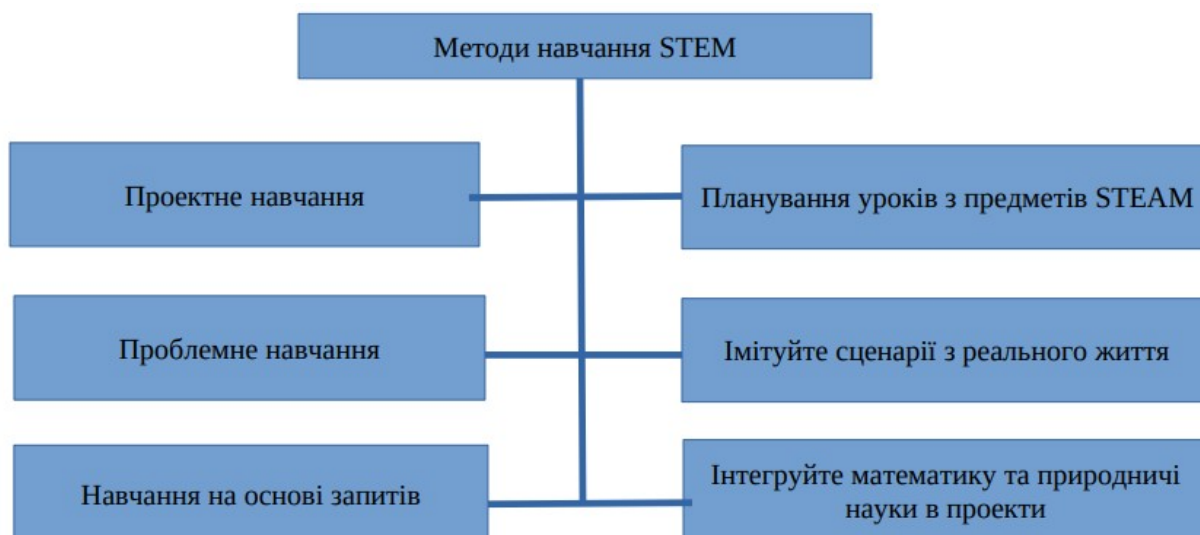 Методи навчання STEM
Проектне навчання
Планування уроків з предметів STEAM
Проблемне навчання
Імітуйте сценарії з реального життя
Навчання на основі запитів
Інтегруйте математику та природничі
науки в проекти